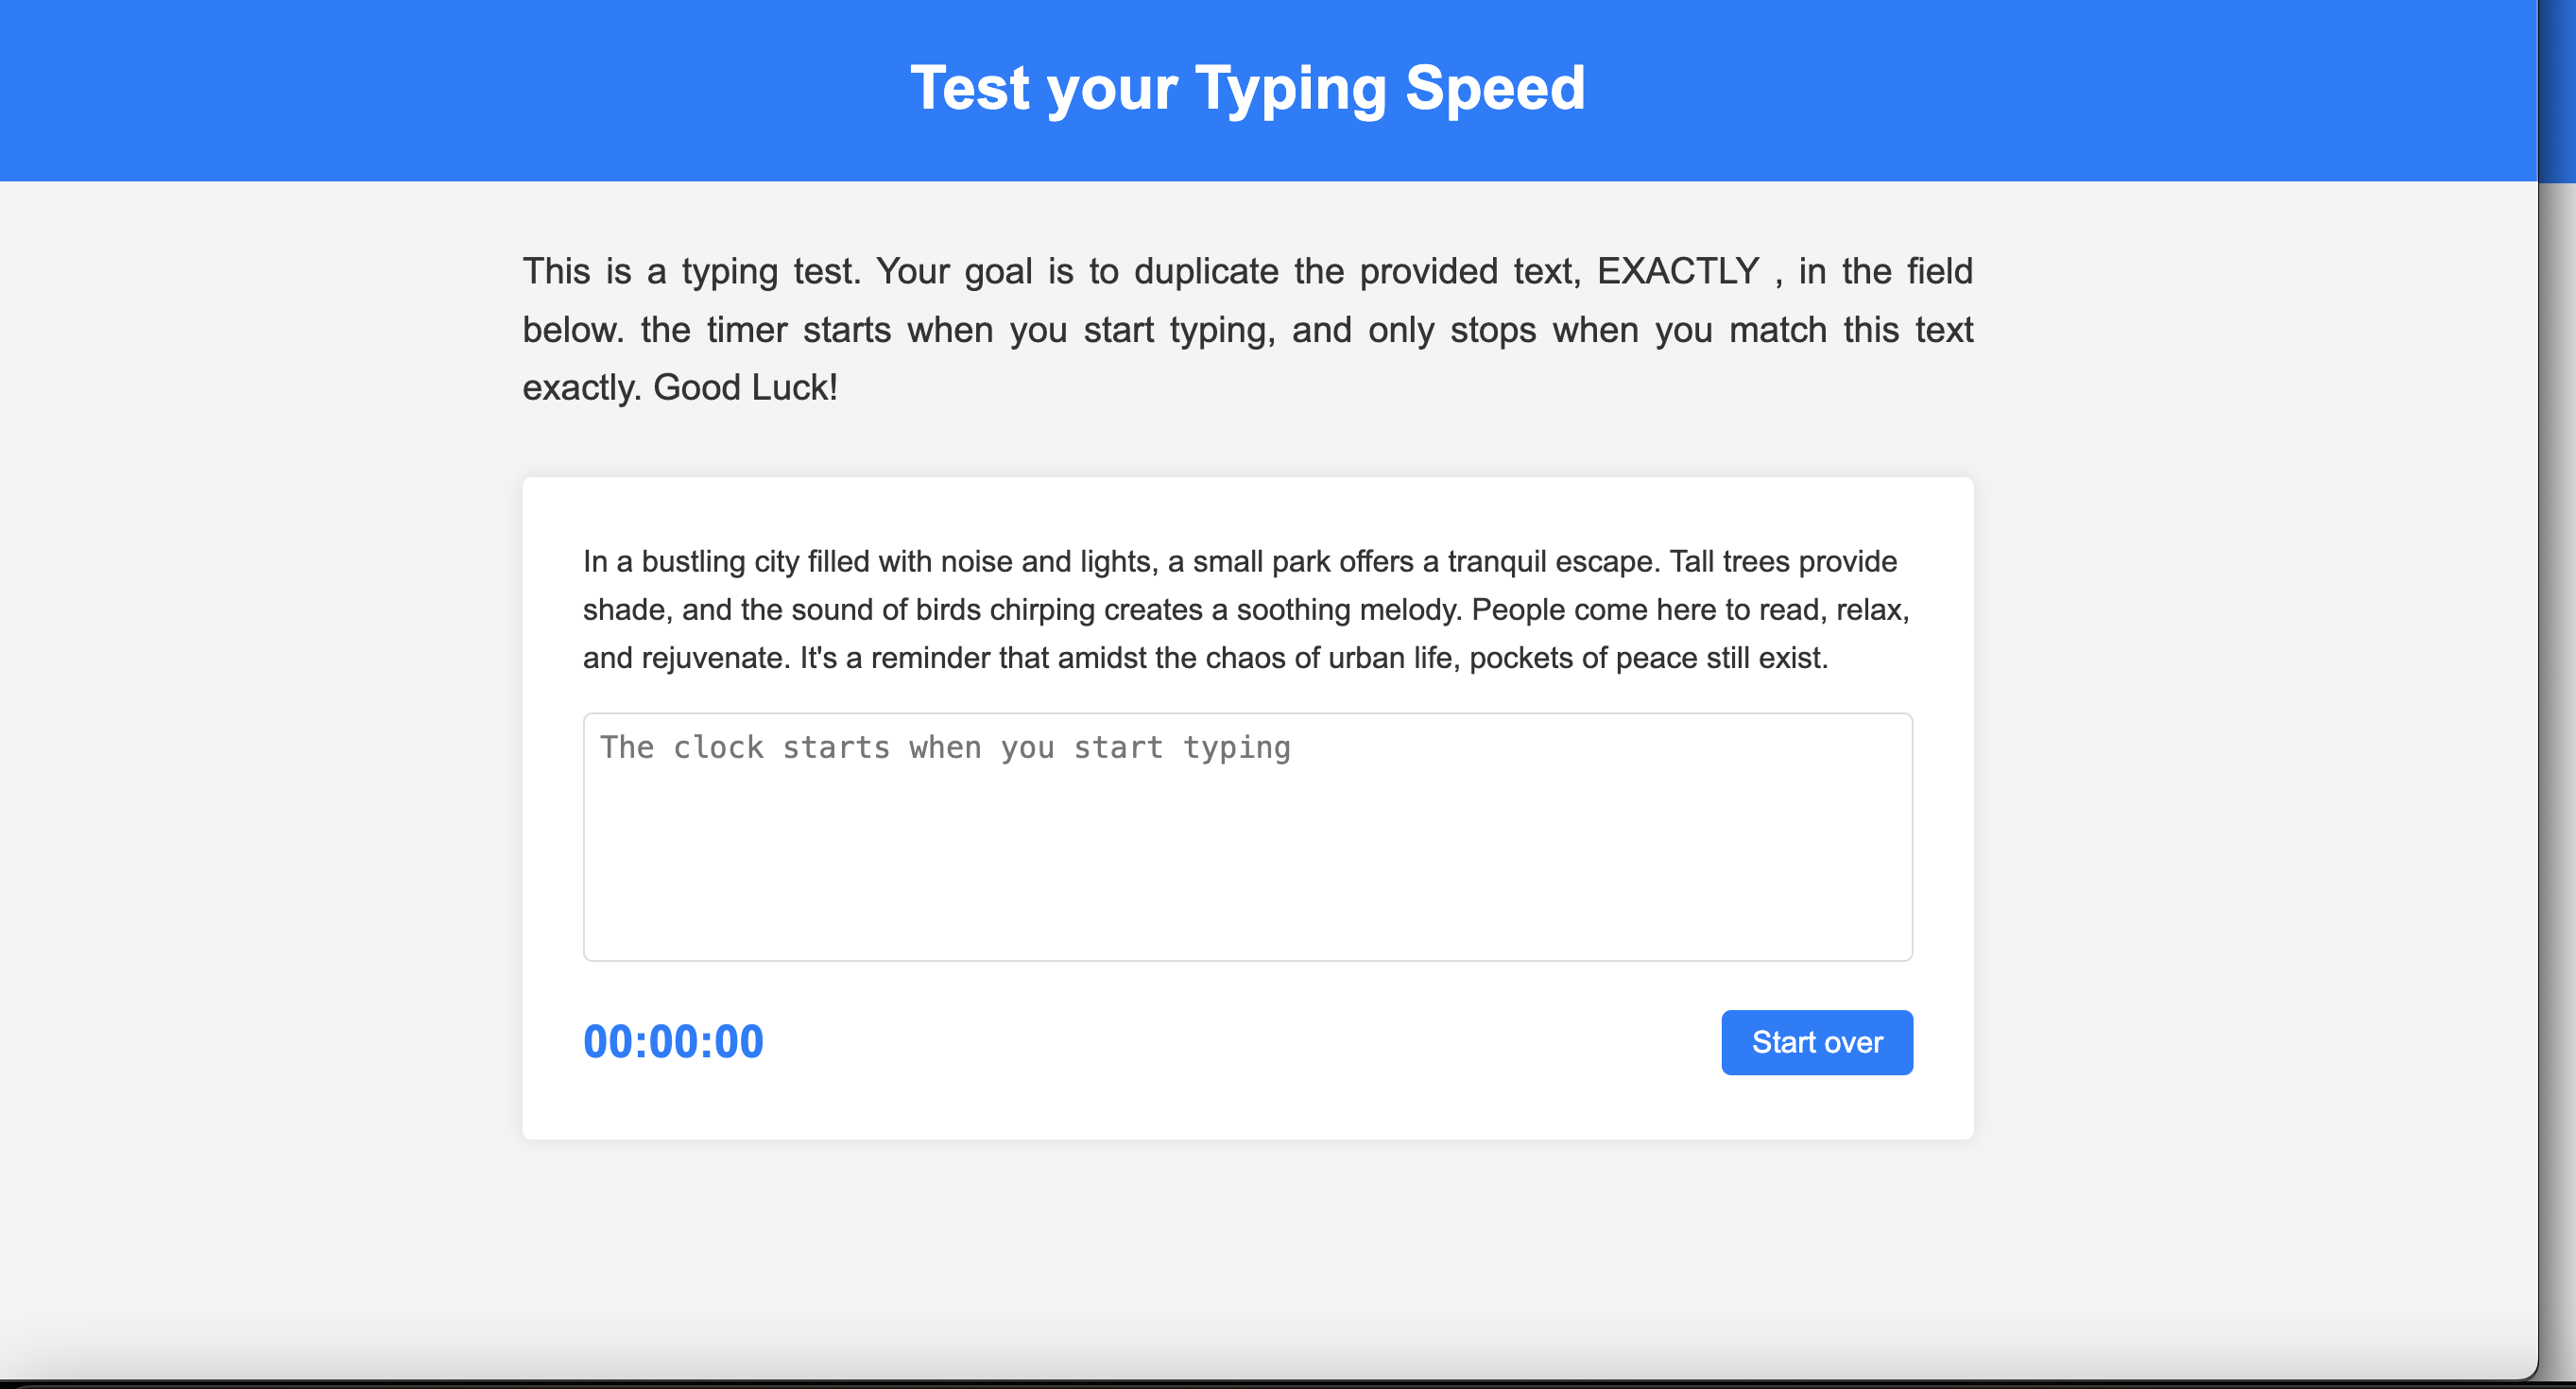 Test your Typing Speed
This is a typing test. Your goal is to duplicate the provided text, EXACTLY , in the field
below. the timer starts when you start typing, and only stops when you match this text
exactly. Good Luck!
In a bustling city filled with noise and lights, a small park offers a tranquil escape. Tall trees provide
shade, and the sound of birds chirping creates a soothing melody. People come here to read, relax,
and rejuvenate. It's a reminder that amidst the chaos of urban life, pockets of peace still exist.
The clock starts when you start typing
00:00:00
Start over